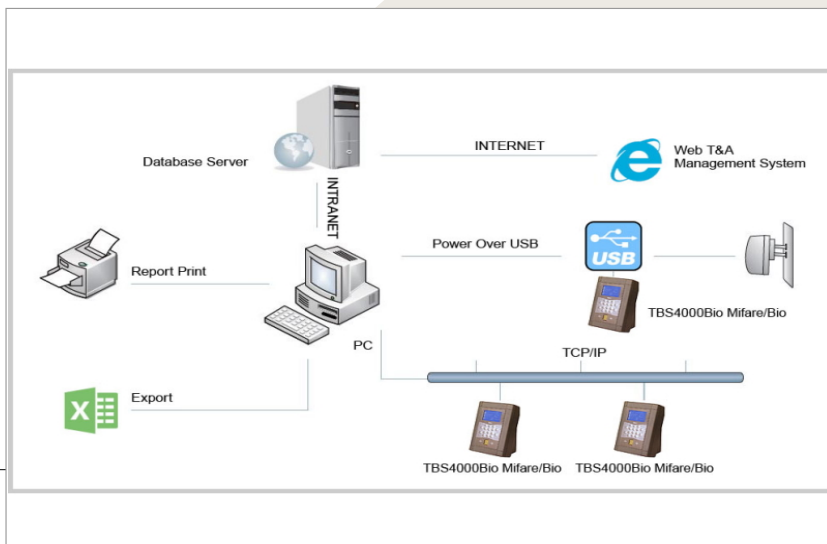 Database Server
INTERNET
Web T&A
Management System
INTRANET
Report Print
Power Over USB
USB
TBS4000Bio Mifare/Bio
PC
TCP/IP
Export
X
TBS4000Bio Mifare/Bio
TBS4000Bio Mifare/Bio